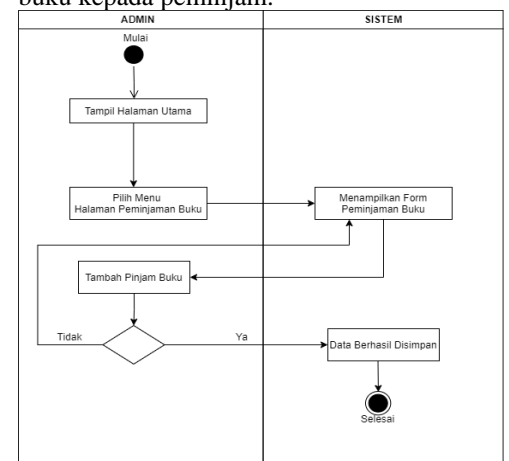 buku kepada peminjam.
ADMIN
SISTEM
Mulai
Tampil Halaman Utama
Pilih Menu
Halaman Peminjaman Buku
Menampilkan Form
Peminjaman Buku
Tambah Pinjam Buku
Tidak
Ya
Data Berhasil Disimpan
Selesai